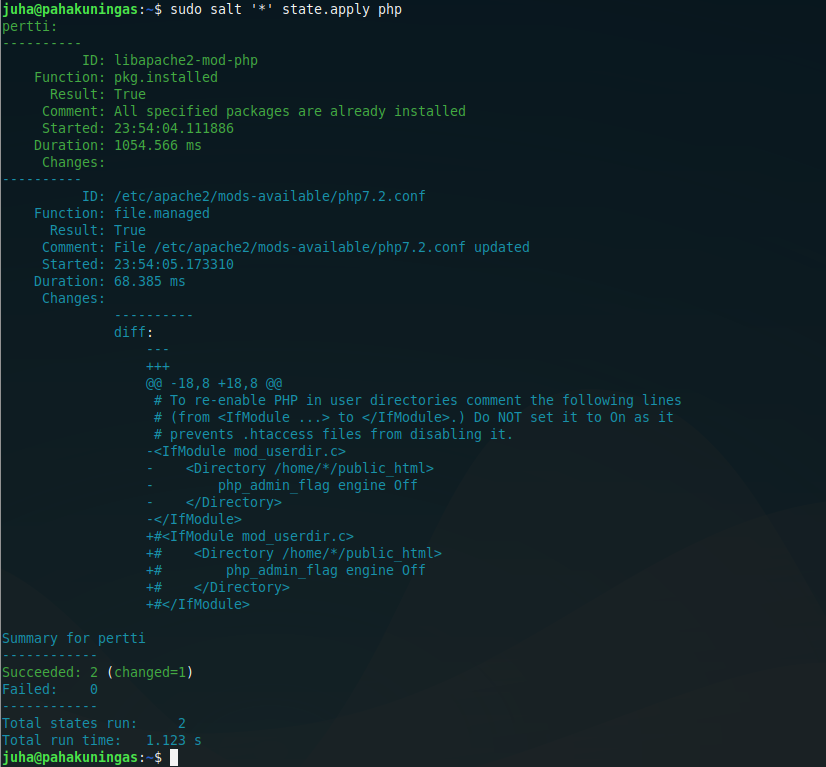 juha@pahakuningas:~$ sudo salt '*' state.apply php
pertti:
----------
          ID: libapache2-mod-php
    Function: pkg.installed
      Result: True
     Comment: All specified packages are already installed
     Started: 23:54:04.111886
    Duration: 1054.566 ms
     Changes:
----------
          ID: /etc/apache2/mods-available/php7.2.conf
    Function: file.managed
      Result: True
     Comment: File /etc/apache2/mods-available/php7.2.conf updated
     Started: 23:54:05.173310
    Duration: 68.385 ms
     Changes:
              ----------
              diff:
                  ---
                  +++
                  @@ -18,8 +18,8 @@
                   # To re-enable PHP in user directories comment the following lines
                   # (from <IfModule ...> to </IfModule>.) Do NOT set it to On as it
                   # prevents .htaccess files from disabling it.
                  -<IfModule mod_userdir.c>
                  -    <Directory /home/*/public_html>
                  -        php_admin_flag engine Off
                  -    </Directory>
                  -</IfModule>
                  +#<IfModule mod_userdir.c>
                  +#    <Directory /home/*/public_html>
                  +#        php_admin_flag engine Off
                  +#    </Directory>
                  +#</IfModule>

Summary for pertti
------------
Succeeded: 2 (changed=1)
Failed:    0
------------
Total states run:     2
Total run time:   1.123 s
juha@pahakuningas:~$